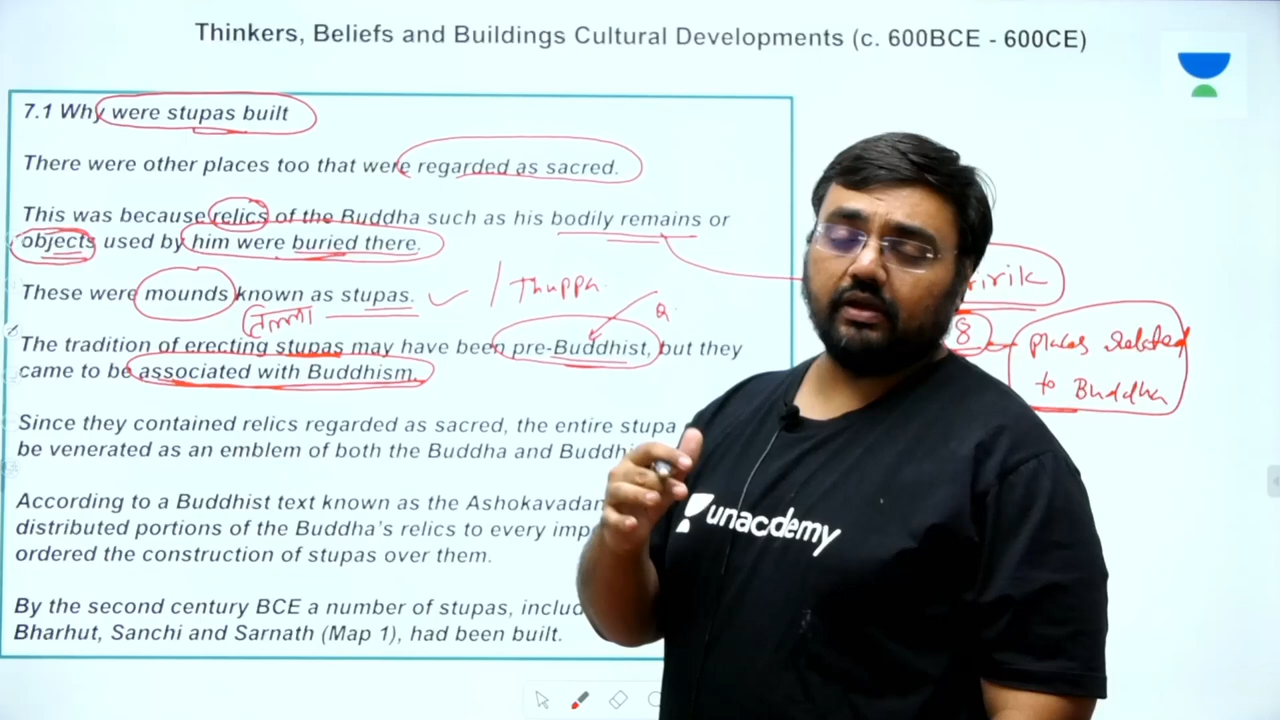 Thinkers, Beliefs and Buildings Cultural Developments (c. 600BCE - 600CE)
7.1 Why were stupas built
There were other places too that were regarded as sacred.
This was because relics of the Buddha such as his bodily remains or
objects used by him were buried there.
These were mounds known as stupas. / Thuppa
The tradition of erecting stupas may have been pre-Buddhist, but they
came to be associated with Buddhism.
Since they contained relics regarded as sacred, the entire stupa
be venerated as an emblem of both the Buddha and
According to a Buddhist text known as the
distributed portions of the Buddha's relics to every
ordered the construction of stupas over them.
By the second century BCE a number of stupas,
Bharhut, Sanchi and Sarnath (Map 1), had been built.
8
places related
to Buddha
unacademy